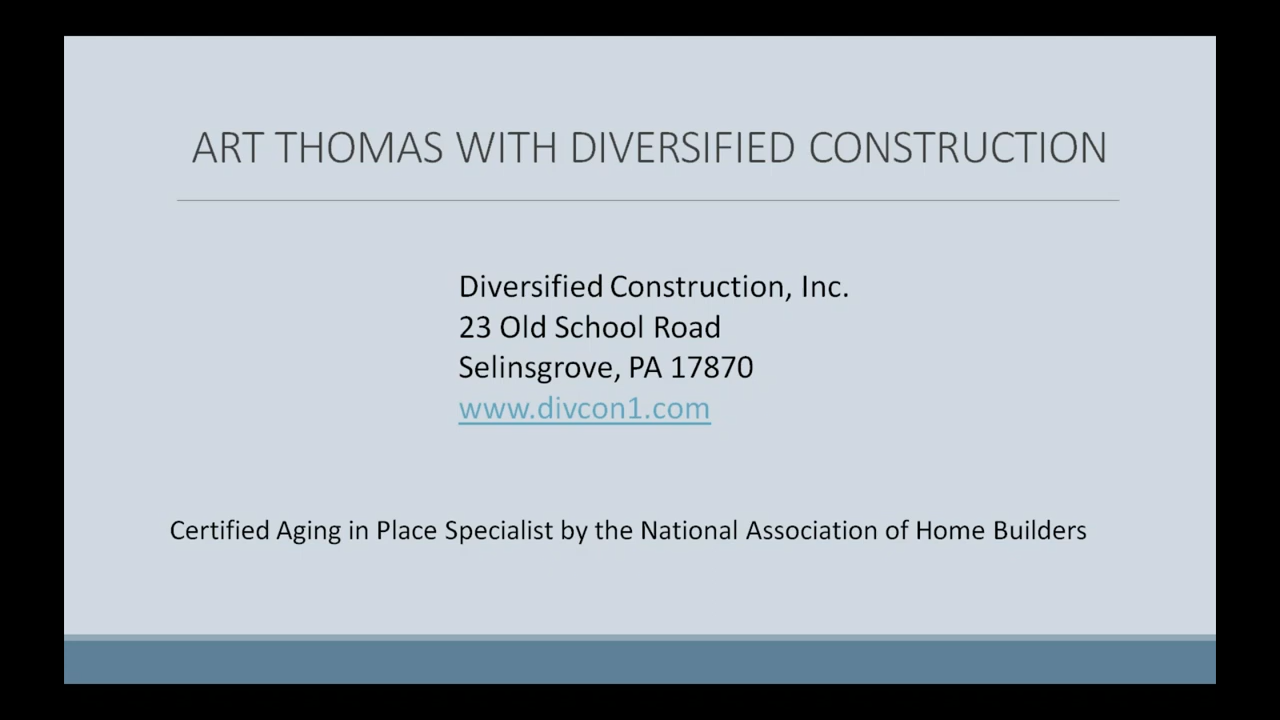 ART THOMAS WITH DIVERSIFIED CONSTRUCTION
Diversified Construction, Inc.
23 Old School Road
Selinsgrove, PA 17870
www.divcon1.com
Certified Aging in Place Specialist by the National Association of Home Builders